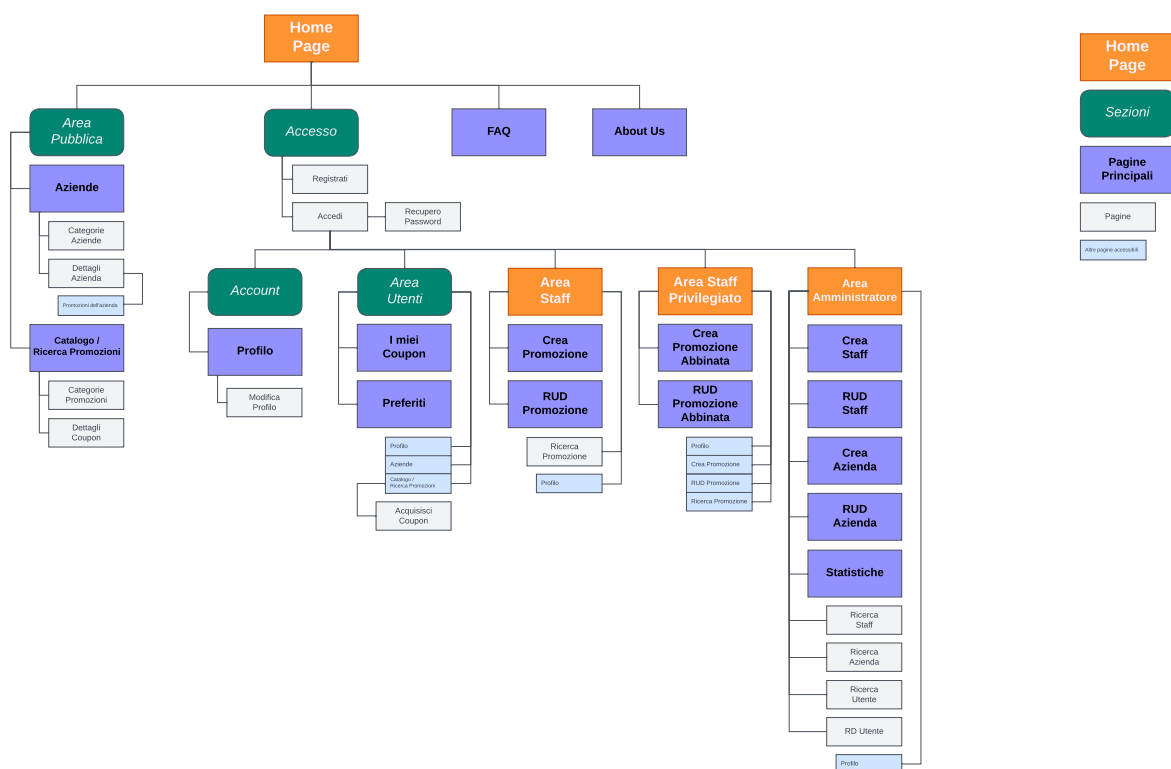 Home
Page
Home
Page
Area
Pubblica
Accesso
FAQ
About Us
Sezioni
Aziende
Registrati
Pagine
Principali
Categorie
Aziende
Accedi
Recupero
Password
Pagine
Dettagli
Azienda
Altre pagine accessibili
Promozioni dell'azienda
Account
Area
Utenti
Area
Staff
Area Staff
Privilegiato
Area
Amministratore
Catalogo /
Ricerca Promozioni
Profilo
I miei
Coupon
Crea
Promozione
Crea
Promozione
Abbinata
Crea
Staff
Categorie
Promozioni
Modifica
Profilo
Preferiti
RUD
Promozione
RUD
Promozione
Abbinata
RUD
Staff
Dettagli
Coupon
Profilo
Aziende
Catalogo /
Ricerca Promozioni
Acquisisci
Coupon
Ricerca
Promozione
Profilo
Profilo
Crea Promozione
RUD Promozione
Ricerca Promozione
Crea
Azienda
RUD
Azienda
Statistiche
Ricerca
Staff
Ricerca
Azienda
Ricerca
Utente
RD Utente
Profilo